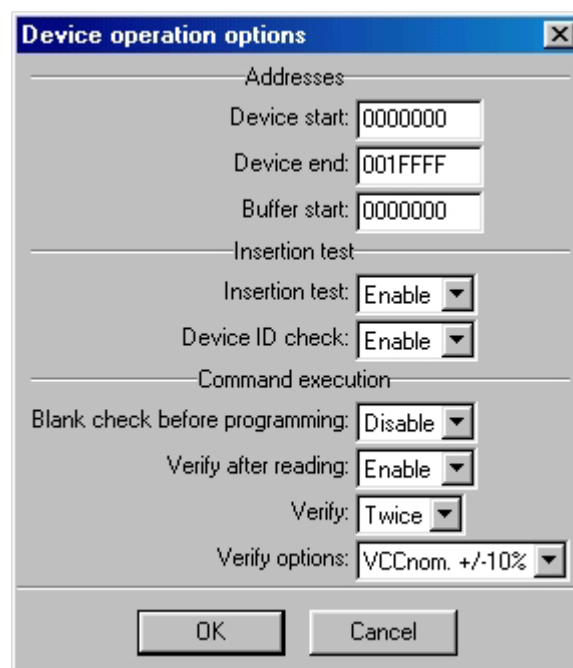 Device operation options
Addresses
Device start: 0000000
Device end: 001FFFF
Buffer start: 0000000
Insertion test
Insertion test: Enable
Device ID check: Enable
Command execution
Blank check before programming: Disable
Verify after reading: Enable
Verify: Twice
Verify options: VCCnom. +/-10%
OK Cancel